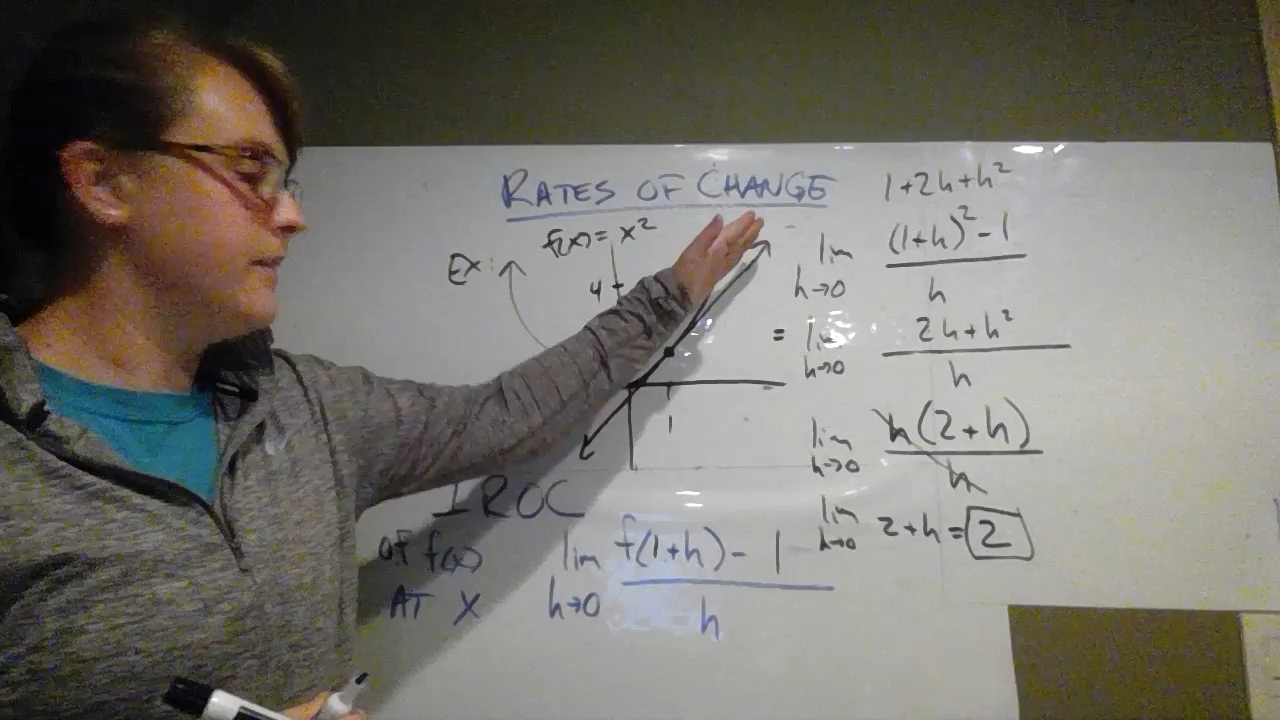 RATES OF CHANGE
EX:
f(x) = x²
4
1
IROC
of f(x)
AT X
lim f(1+h) - 1
h→0 h
1+2h+h²
lim (1+h)² - 1
h→0 h
= lim 2h+h²
h→0 h
lim h(2+h)
h→0 h
lim 2+h = 2
h→0